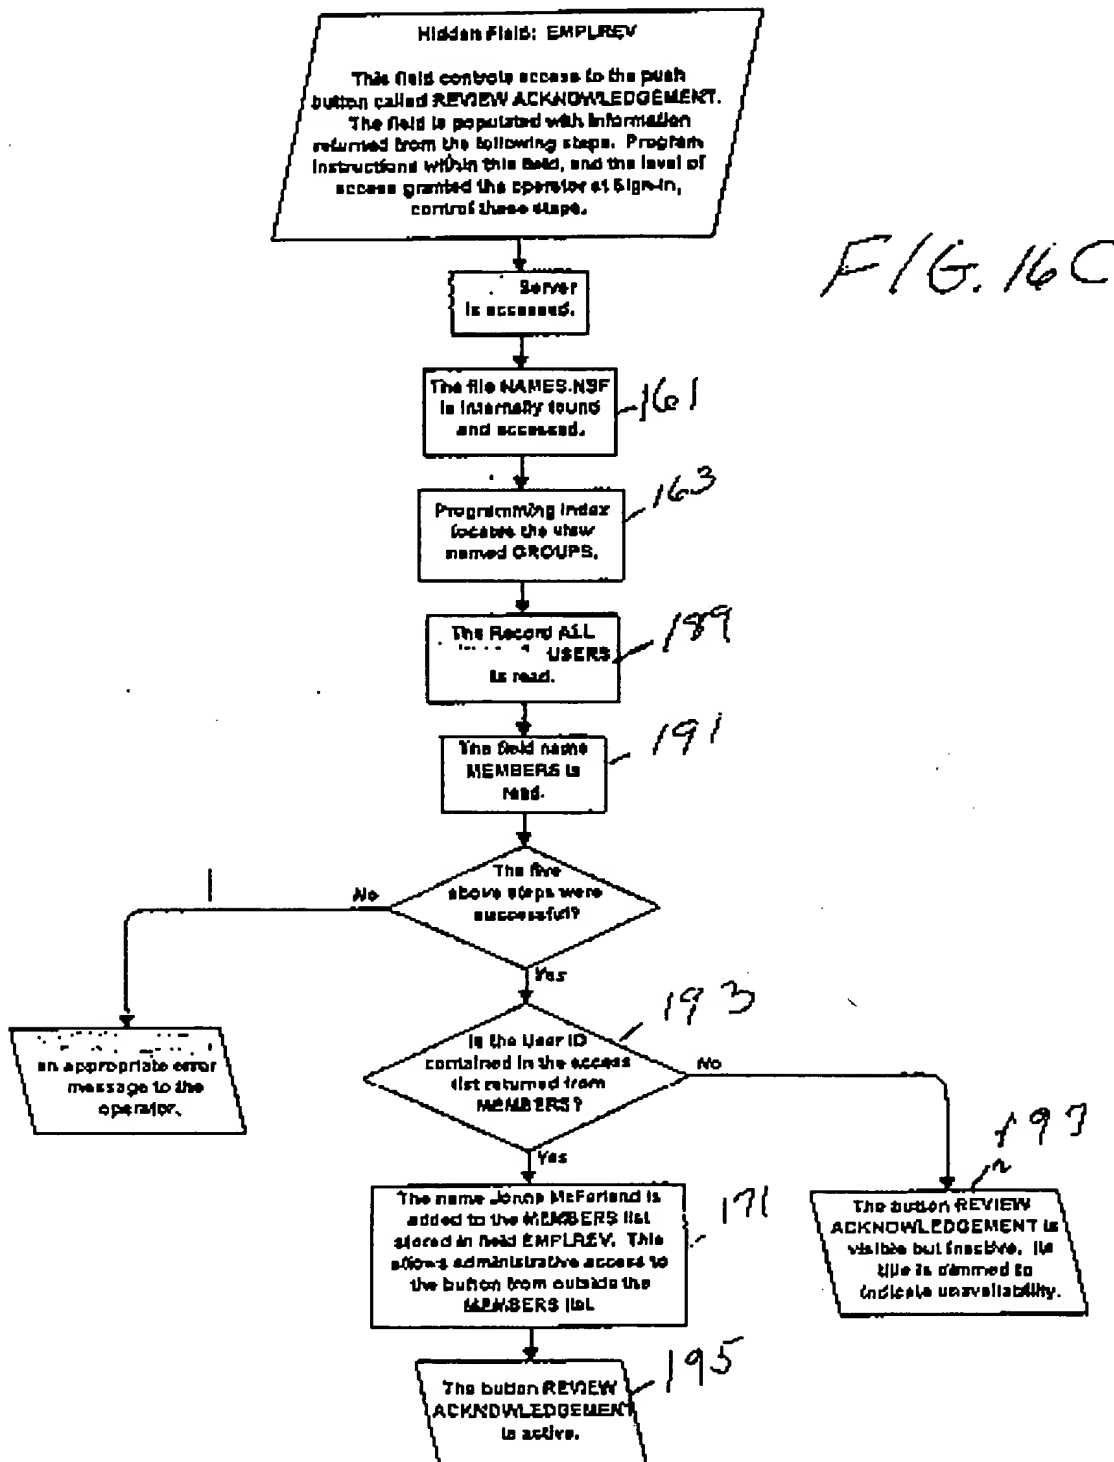 Hidden Field: EMPLREV
This field controls access to the push
button called REVIEW ACKNOWLEDGEMENT.
The field is populated with information
returned from the following steps. Program
instructions within this field, and the level of
access granted the operator at Sign-in,
control these steps.
FIG. 16C
Server
is accessed.
The file NAMES.NSF
is internally found
and accessed.
161
Programming index
locates the view
named GROUPS.
163
The Record ALL
USERS
is read.
189
The field name
MEMBERS is
read.
191
The five
above steps were
successful?
No
Yes
an appropriate error
message to the
operator.
Is the User ID
contained in the access
list returned from
MEMBERS?
193
No
Yes
The name McFarland is
added to the MEMBERS list
stored in field EMPLREV. This
allows administrative access to
the button from outside the
MEMBERS list.
171
197
The button REVIEW
ACKNOWLEDGEMENT is
visible but inactive. Its
title is dimmed to
indicate unavailability.
The button REVIEW
ACKNOWLEDGEMENT
is active.
195